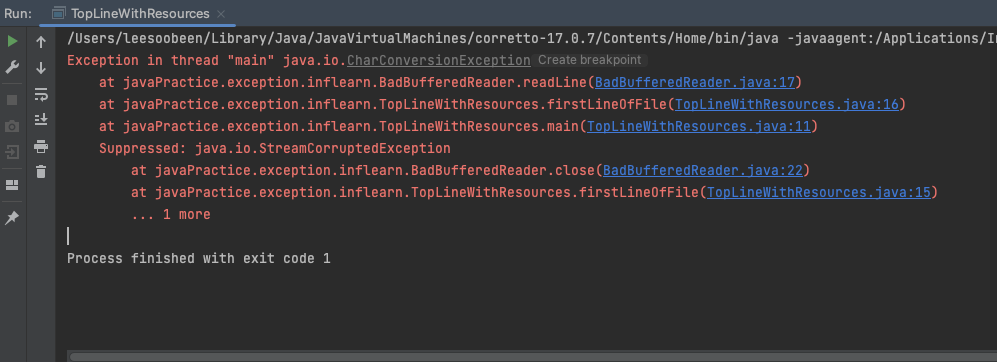 Run: TopLineWithResources
/Users/leesoobeen/Library/Java/JavaVirtualMachines/corretto-17.0.7/Contents/Home/bin/java -javaagent:/Applications/I
Exception in thread "main" java.io.CharConversionException Create breakpoint
at javaPractice.exception.inflearn.BadBufferedReader.readLine(BadBufferedReader.java:17)
at javaPractice.exception.inflearn.TopLineWithResources.firstLineOfFile(TopLineWithResources.java:16)
at javaPractice.exception.inflearn.TopLineWithResources.main(TopLineWithResources.java:11)
Suppressed: java.io.StreamCorruptedException
at javaPractice.exception.inflearn.BadBufferedReader.close(BadBufferedReader.java:22)
at javaPractice.exception.inflearn.TopLineWithResources.firstLineOfFile(TopLineWithResources.java:15)
... 1 more
Process finished with exit code 1